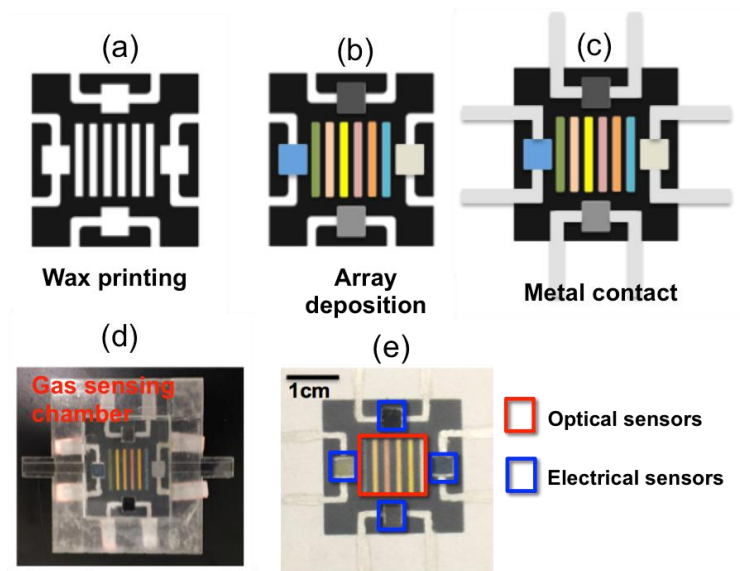 (a)
(b)
(c)
Wax printing
Array
deposition
Metal contact
(d)
(e)
Gas sensing
chamber
1cm
Optical sensors
Electrical sensors